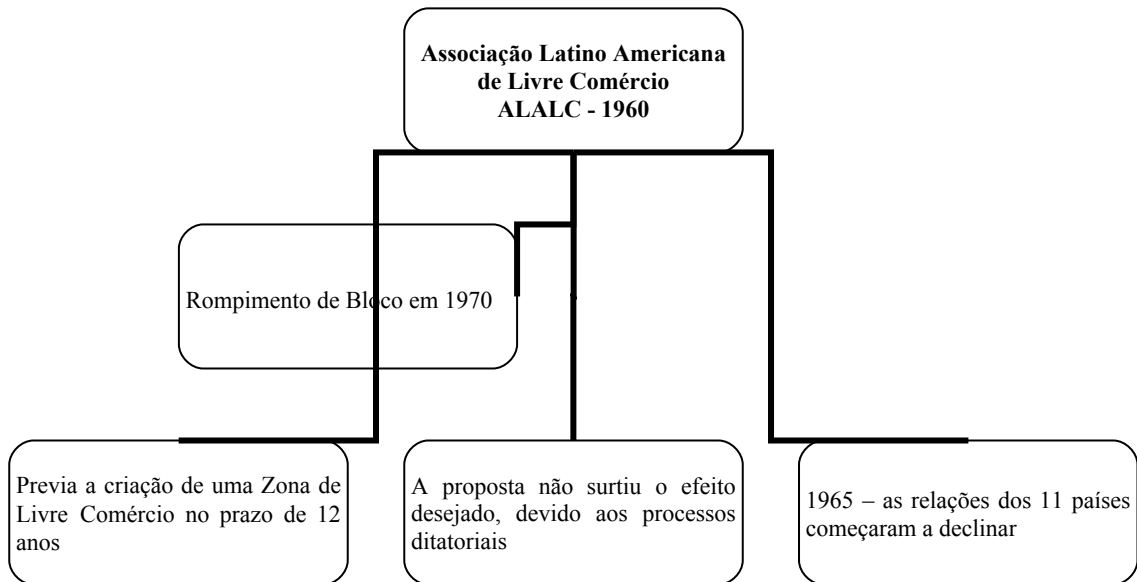 Associação Latino Americana
de Livre Comércio
ALALC - 1960
Rompimento de Bloco em 1970
Previa a criação de uma Zona de
Livre Comércio no prazo de 12
anos
A proposta não surtiu o efeito
desejado, devido aos processos
ditatoriais
1965 – as relações dos 11 países
começaram a declinar